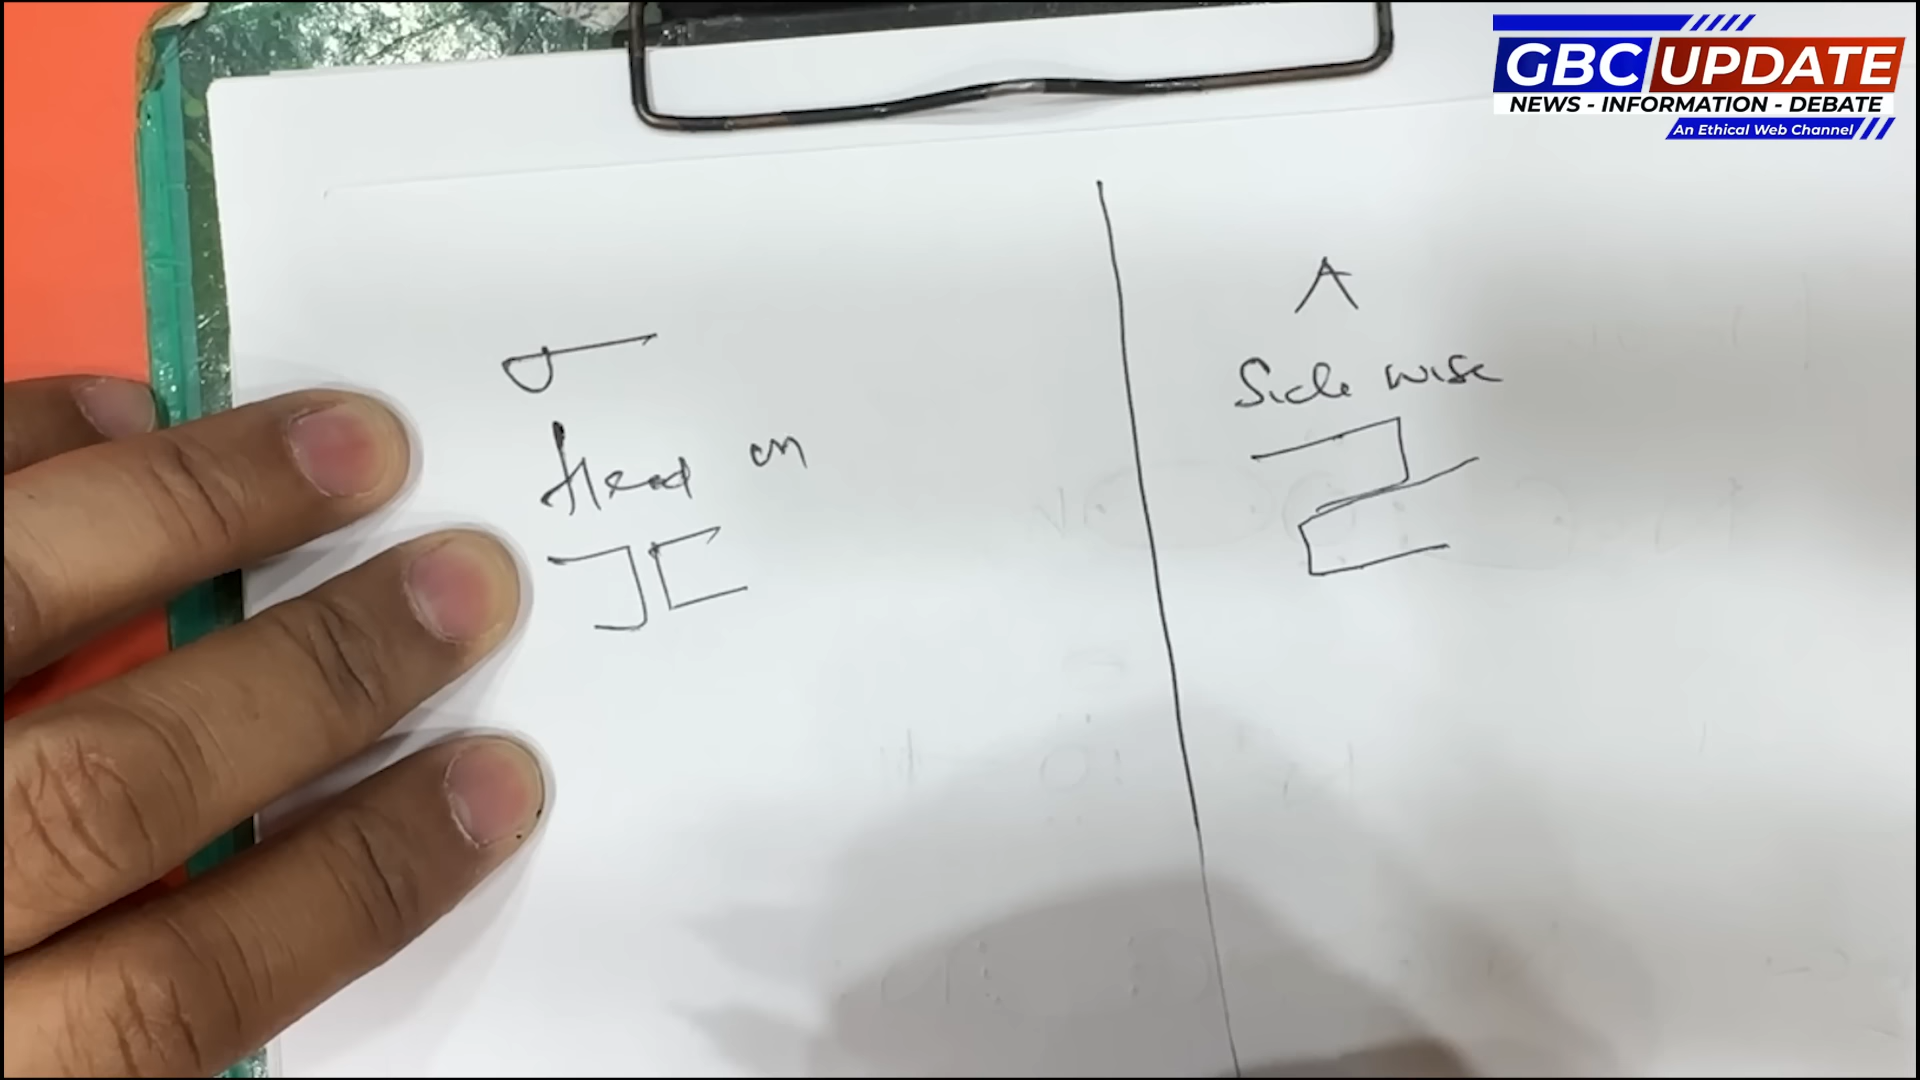 GBC UPDATE
NEWS - INFORMATION - DEBATE
An Ethical Web Channel
σ
Head on
A
Side wise